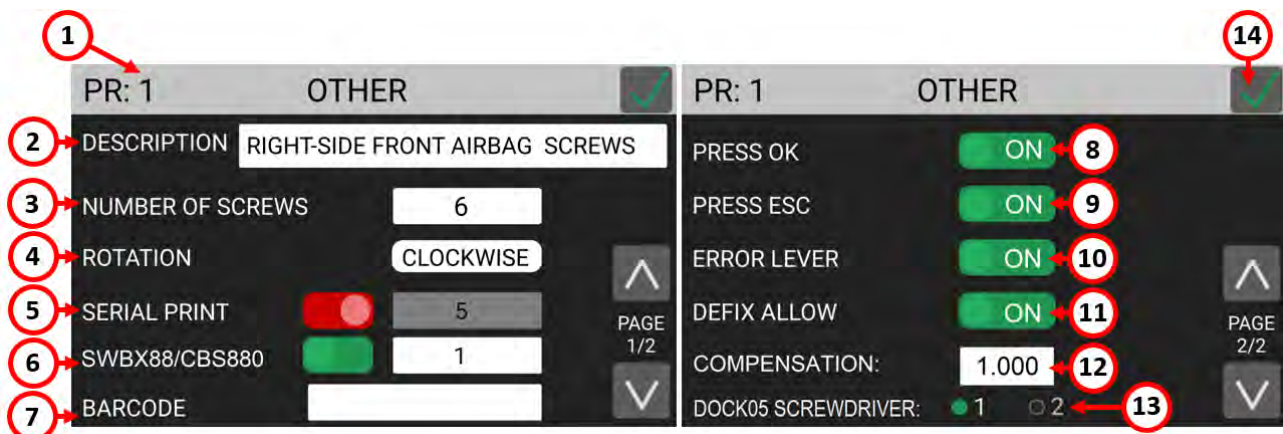 1
14
PR: 1 OTHER
PR: 1 OTHER
2 DESCRIPTION RIGHT-SIDE FRONT AIRBAG SCREWS
PRESS OK ON 8
3 NUMBER OF SCREWS 6
PRESS ESC ON 9
4 ROTATION CLOCKWISE
ERROR LEVER ON 10
5 SERIAL PRINT 5
PAGE
1/2
DEFIX ALLOW ON 11
PAGE
2/2
6 SWBX88/CBS880 1
COMPENSATION: 1.000 12
7 BARCODE
DOCK05 SCREWDRIVER: 1 2 13